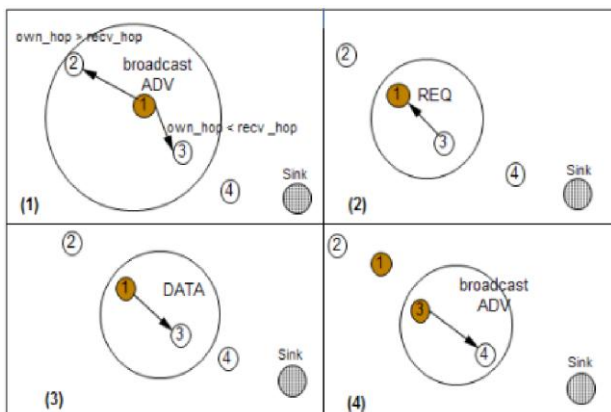 own_hop > recv_hop
2
broadcast
ADV
1
own_hop < recv_hop
3
4
Sink
(1)
2
1
REQ
3
4
Sink
(2)
2
1
DATA
3
4
Sink
(3)
2
1
broadcast
ADV
3
4
Sink
(4)